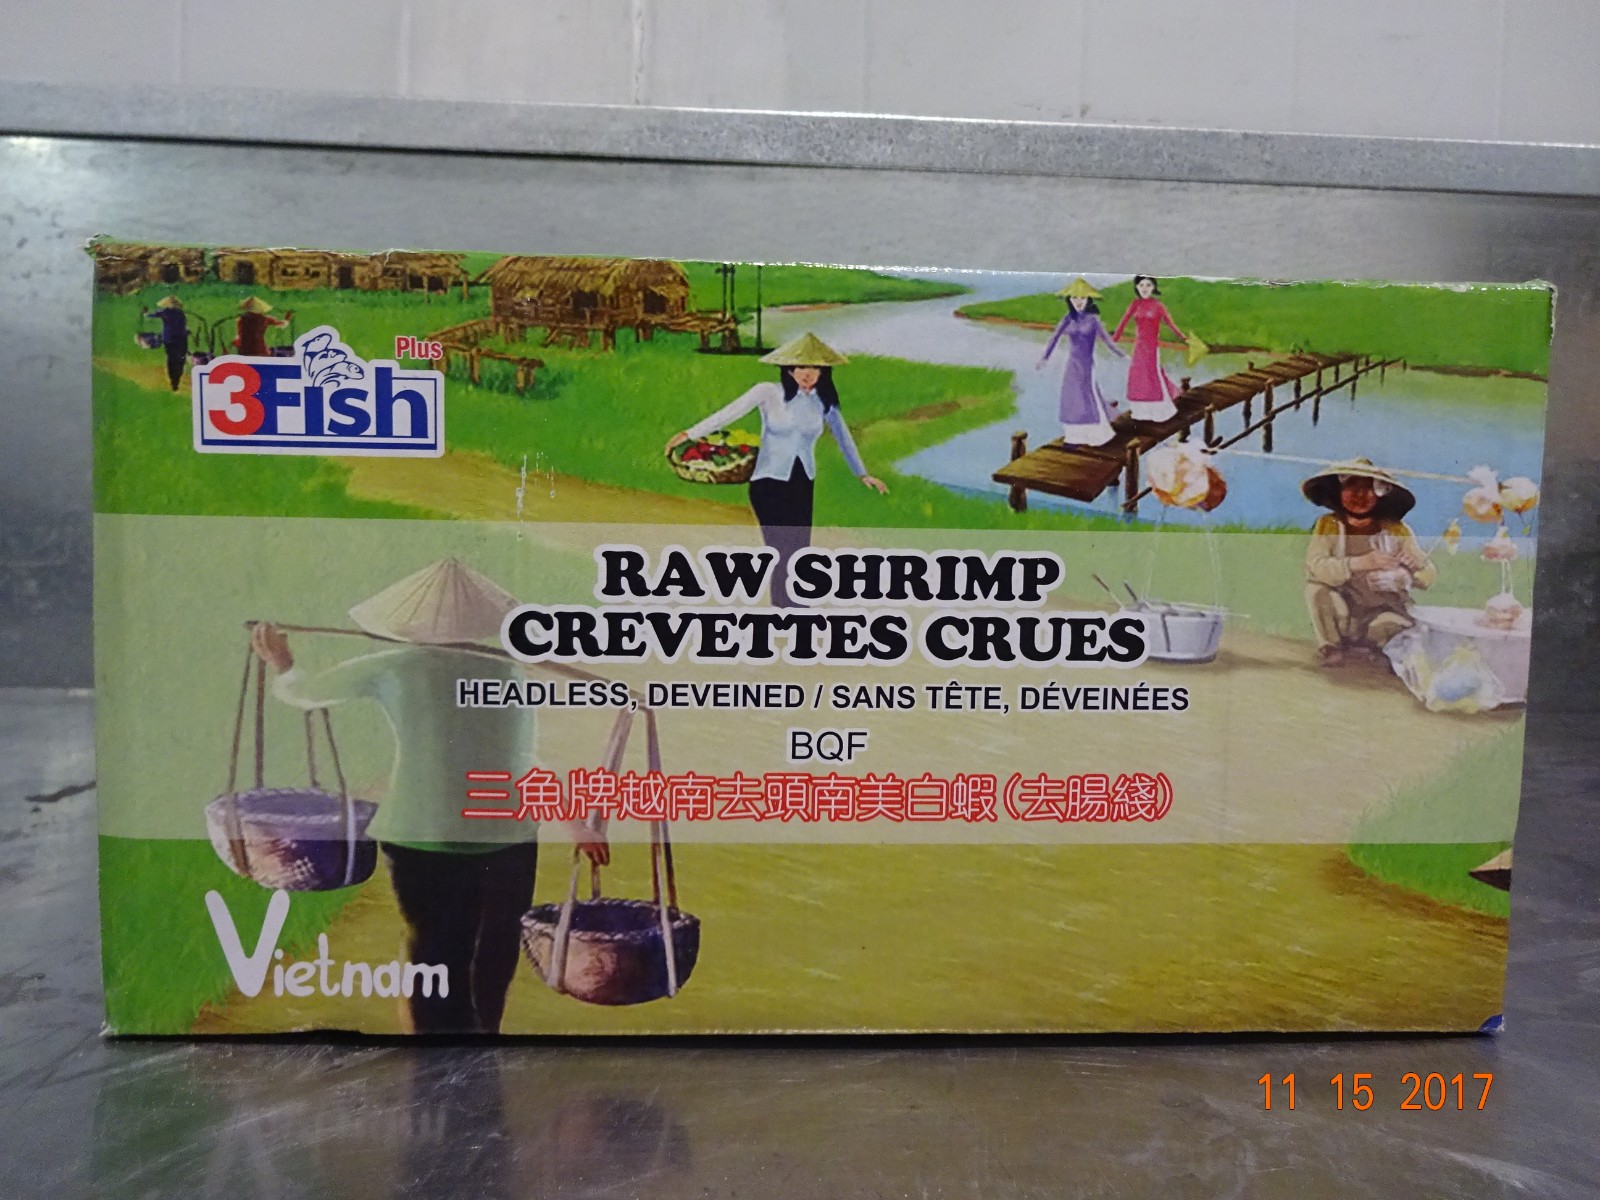 Plus
3Fish
RAW SHRIMP
CREVETTES CRUES
HEADLESS, DEVEINED / SANS TÊTE, DÉVEINÉES
BQF
三魚牌越南去頭南美白蝦(去腸綫)
Vietnam
11 15 2017